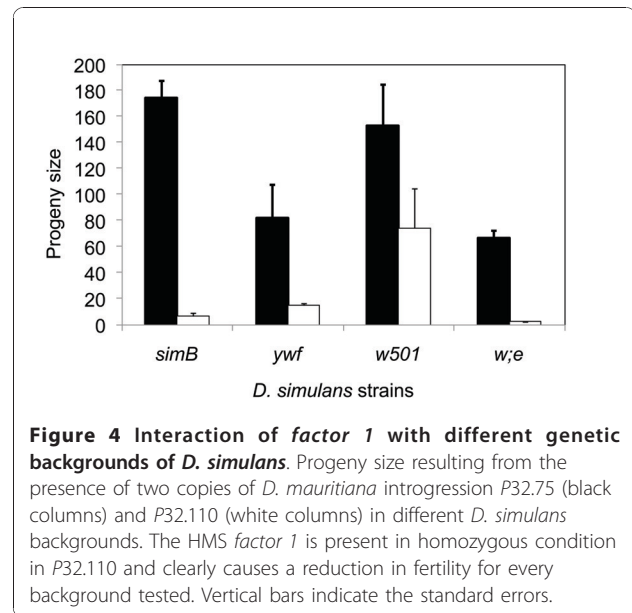 200
180
160
140
120
100
80
60
40
20
0
Progeny size
simB ywf w501 w;e
D. simulans strains
Figure 4 Interaction of factor 1 with different genetic
backgrounds of D. simulans. Progeny size resulting from the
presence of two copies of D. mauritiana introgression P32.75 (black
columns) and P32.110 (white columns) in different D. simulans
backgrounds. The HMS factor 1 is present in homozygous condition
in P32.110 and clearly causes a reduction in fertility for every
background tested. Vertical bars indicate the standard errors.